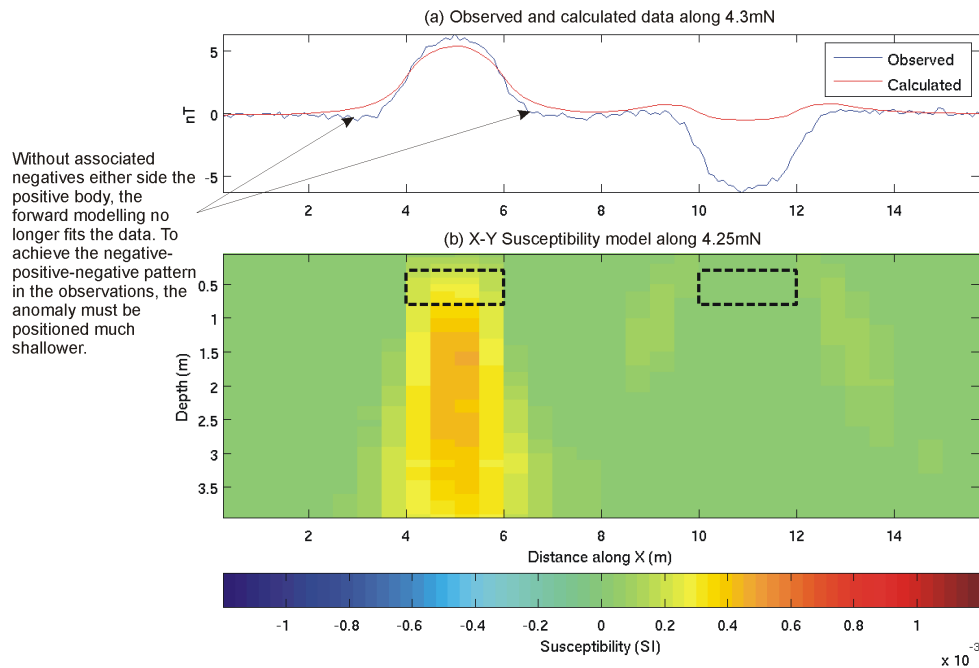 (a) Observed and calculated data along 4.3mN
5
0
-5
nT
Observed
Calculated
2 4 6 8 10 12 14
Without associated
negatives either side the
positive body, the
forward modelling no
longer fits the data. To
achieve the negative-
positive-negative pattern
in the observations, the
anomaly must be
positioned much
shallower.
(b) X-Y Susceptibility model along 4.25mN
0.5
1
1.5
2
2.5
3
3.5
Depth (m)
2 4 6 8 10 12 14
Distance along X (m)
-1 -0.8 -0.6 -0.4 -0.2 0 0.2 0.4 0.6 0.8 1
Susceptibility (SI)
x 10⁻³